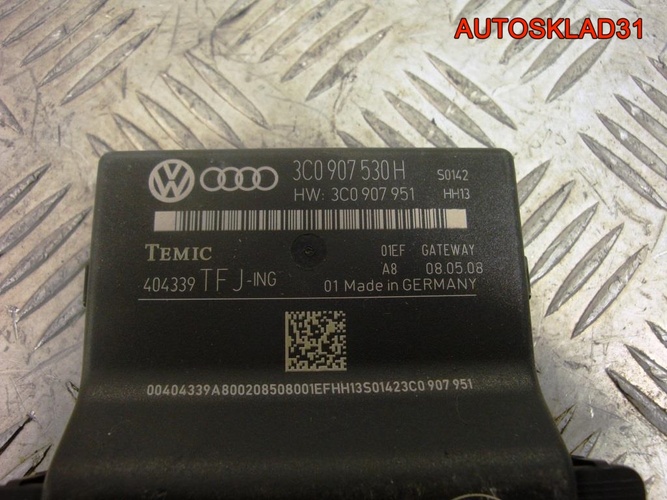 AUTOSKLAD31
3C0 907 530 H S0142
HW: 3C0 907 951 HH13
TEMIC 01EF GATEWAY
A8 08.05.08
404339 TFJ-ING 01 Made in GERMANY
00404339A800208508001EFHH13S01423C0 907 951